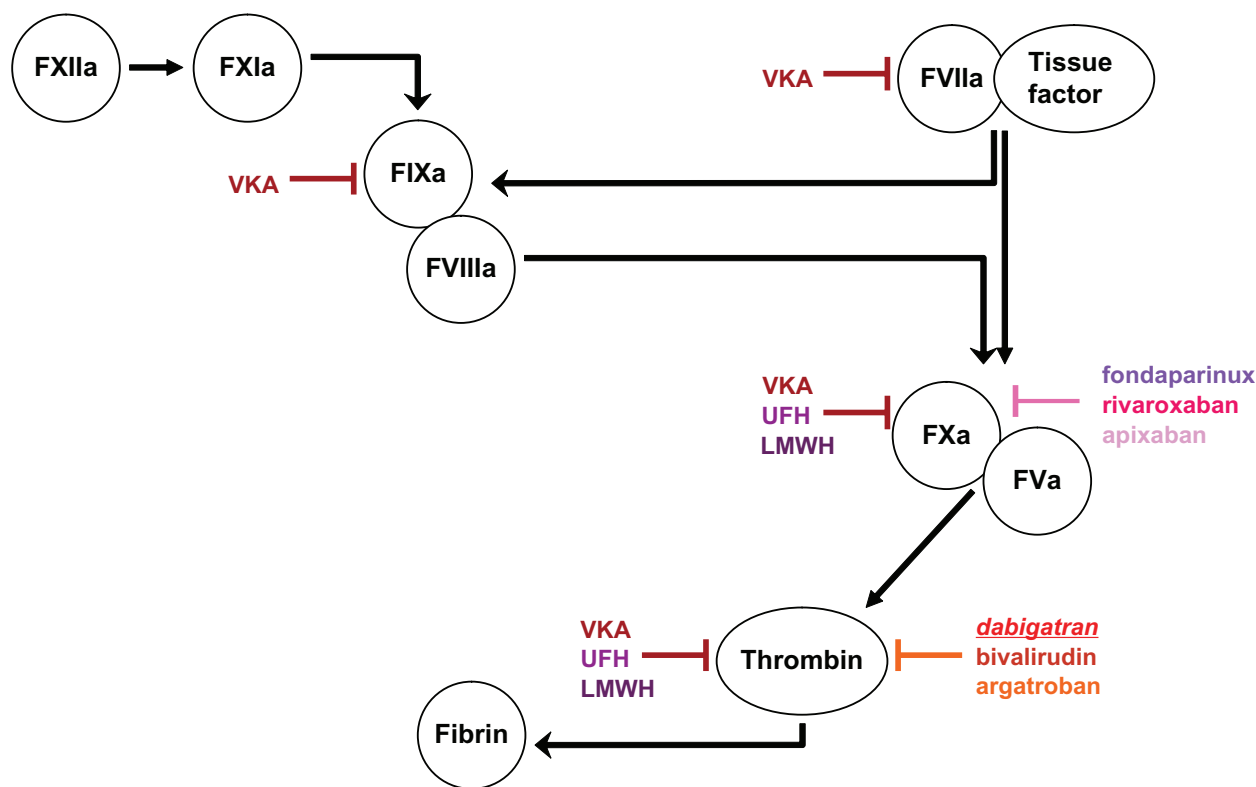 FXIIa
FXIa
VKA
FVIIa
Tissue
factor
VKA
FIXa
FVIIIa
VKA
UFH
LMWH
FXa
FVa
fondaparinux
rivaroxaban
apixaban
VKA
UFH
LMWH
Thrombin
dabigatran
bivalirudin
argatroban
Fibrin